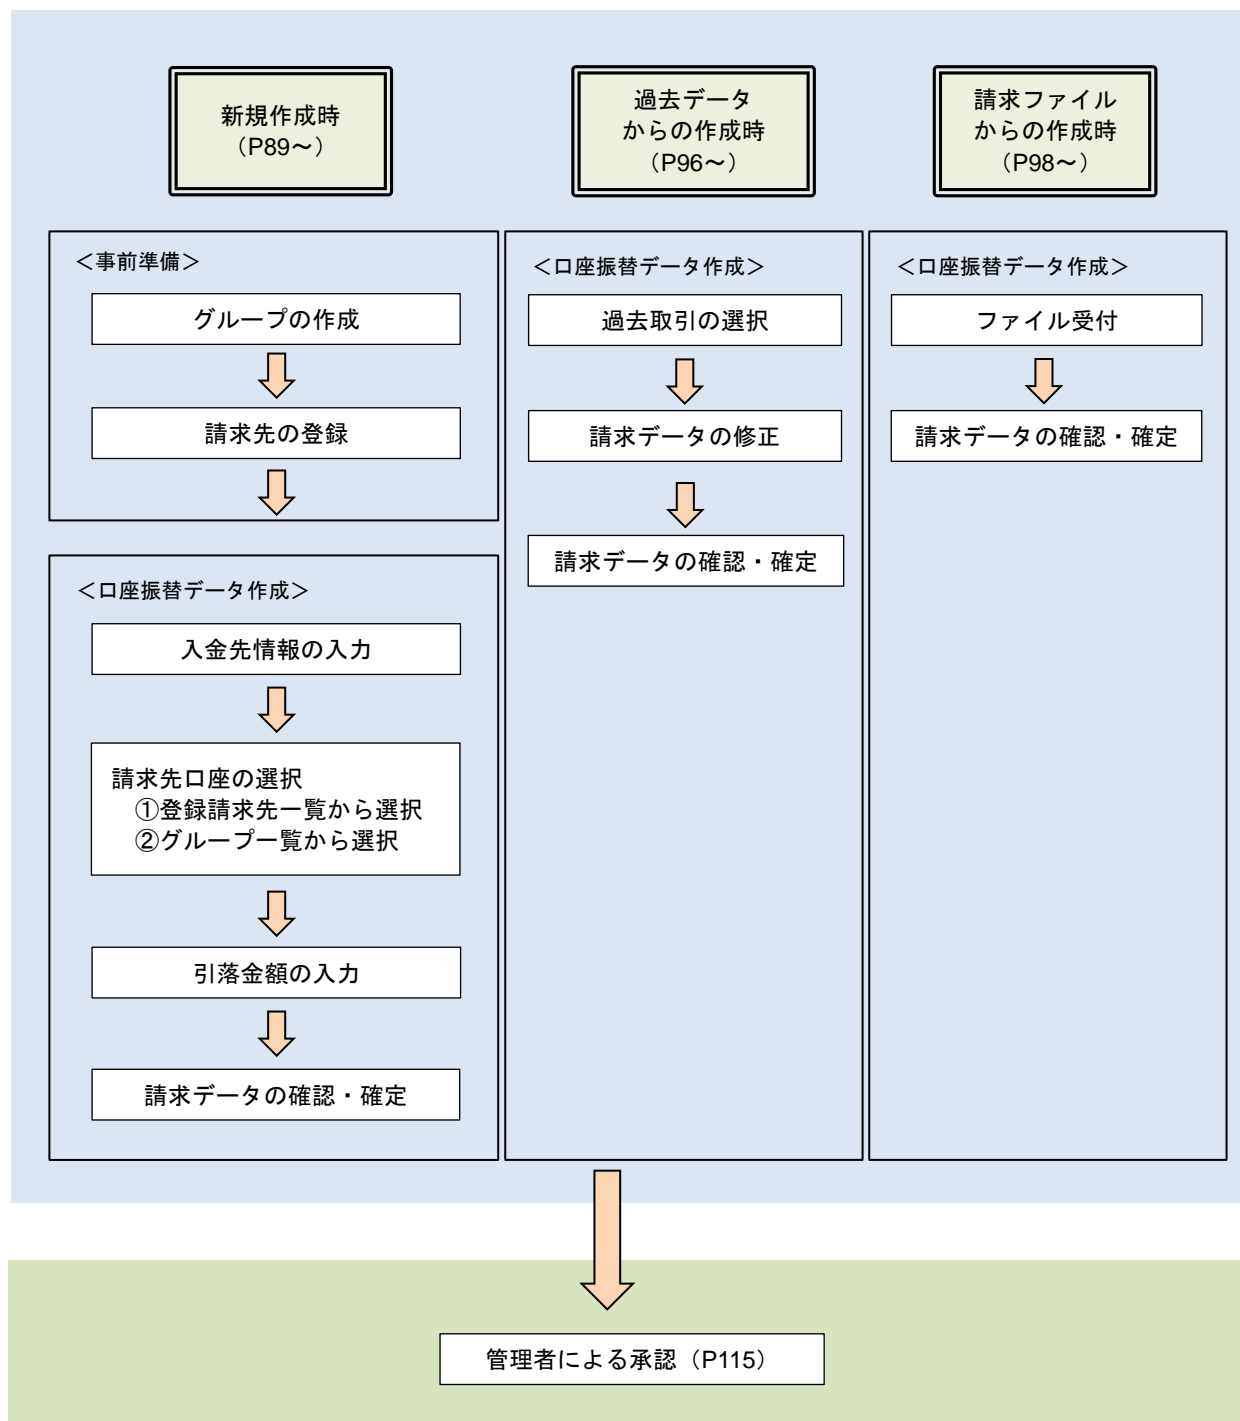 新規作成時
（P89～）
過去データ
からの作成時
（P96～）
請求ファイル
からの作成時
（P98～）
＜事前準備＞
グループの作成
請求先の登録
＜口座振替データ作成＞
入金先情報の入力
請求先口座の選択
①登録請求先一覧から選択
②グループ一覧から選択
引落金額の入力
請求データの確認・確定
＜口座振替データ作成＞
過去取引の選択
請求データの修正
請求データの確認・確定
＜口座振替データ作成＞
ファイル受付
請求データの確認・確定
管理者による承認（P115）